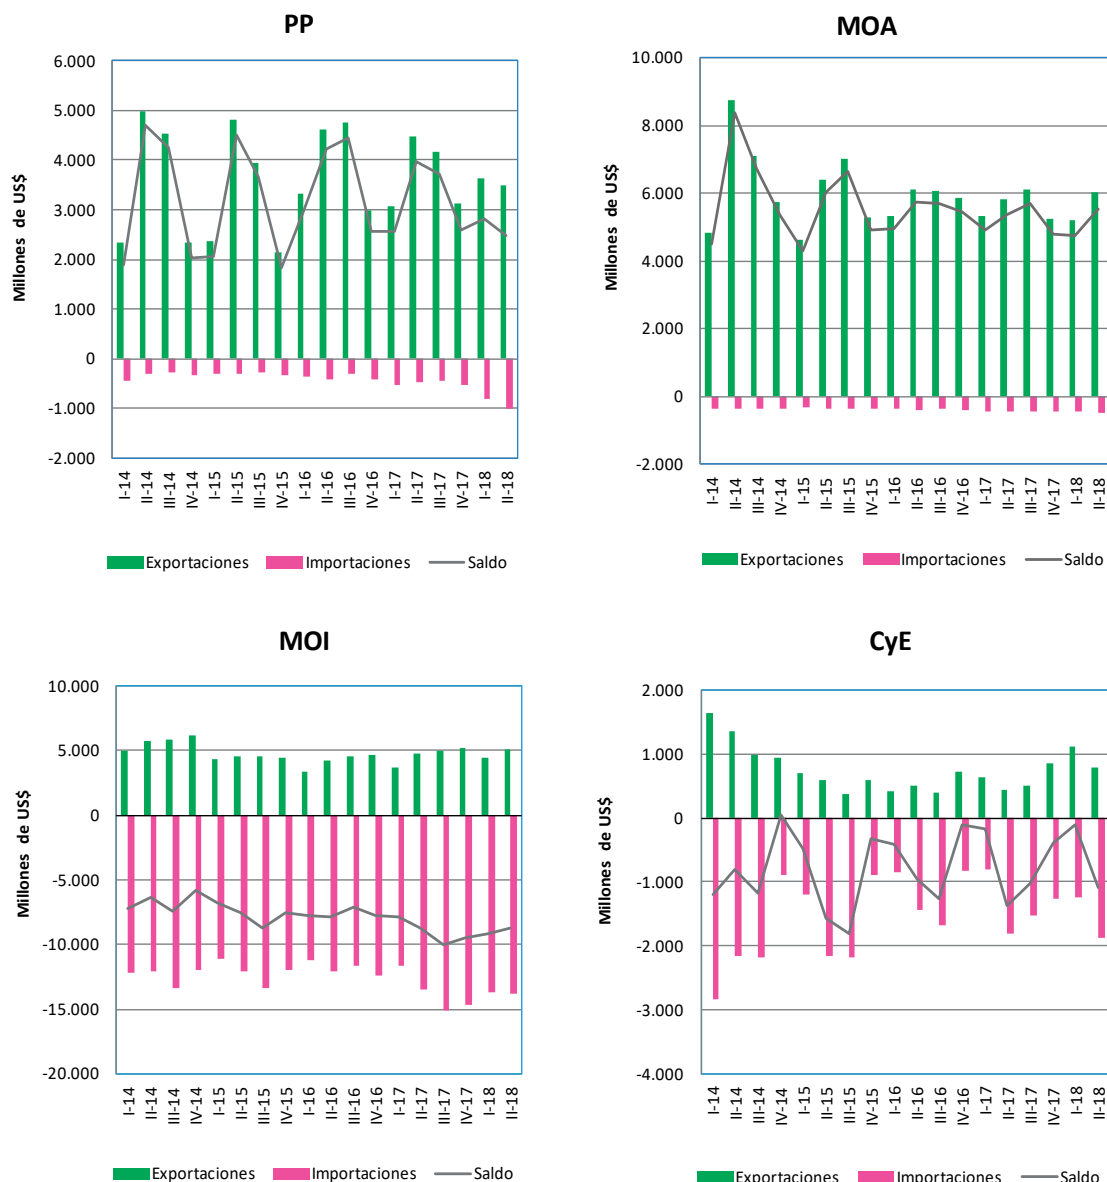 PP
Millones de US$
6.000
5.000
4.000
3.000
2.000
1.000
0
-1.000
-2.000
I-14
II-14
III-14
IV-14
I-15
II-15
III-15
IV-15
I-16
II-16
III-16
IV-16
I-17
II-17
III-17
IV-17
I-18
II-18
Exportaciones Importaciones Saldo
MOA
Millones de US$
10.000
8.000
6.000
4.000
2.000
0
-2.000
I-14
II-14
III-14
IV-14
I-15
II-15
III-15
IV-15
I-16
II-16
III-16
IV-16
I-17
II-17
III-17
IV-17
I-18
II-18
Exportaciones Importaciones Saldo
MOI
Millones de US$
10.000
5.000
0
-5.000
-10.000
-15.000
-20.000
I-14
II-14
III-14
IV-14
I-15
II-15
III-15
IV-15
I-16
II-16
III-16
IV-16
I-17
II-17
III-17
IV-17
I-18
II-18
Exportaciones Importaciones Saldo
CyE
Millones de US$
2.000
1.000
0
-1.000
-2.000
-3.000
-4.000
I-14
II-14
III-14
IV-14
I-15
II-15
III-15
IV-15
I-16
II-16
III-16
IV-16
I-17
II-17
III-17
IV-17
I-18
II-18
Exportaciones Importaciones Saldo